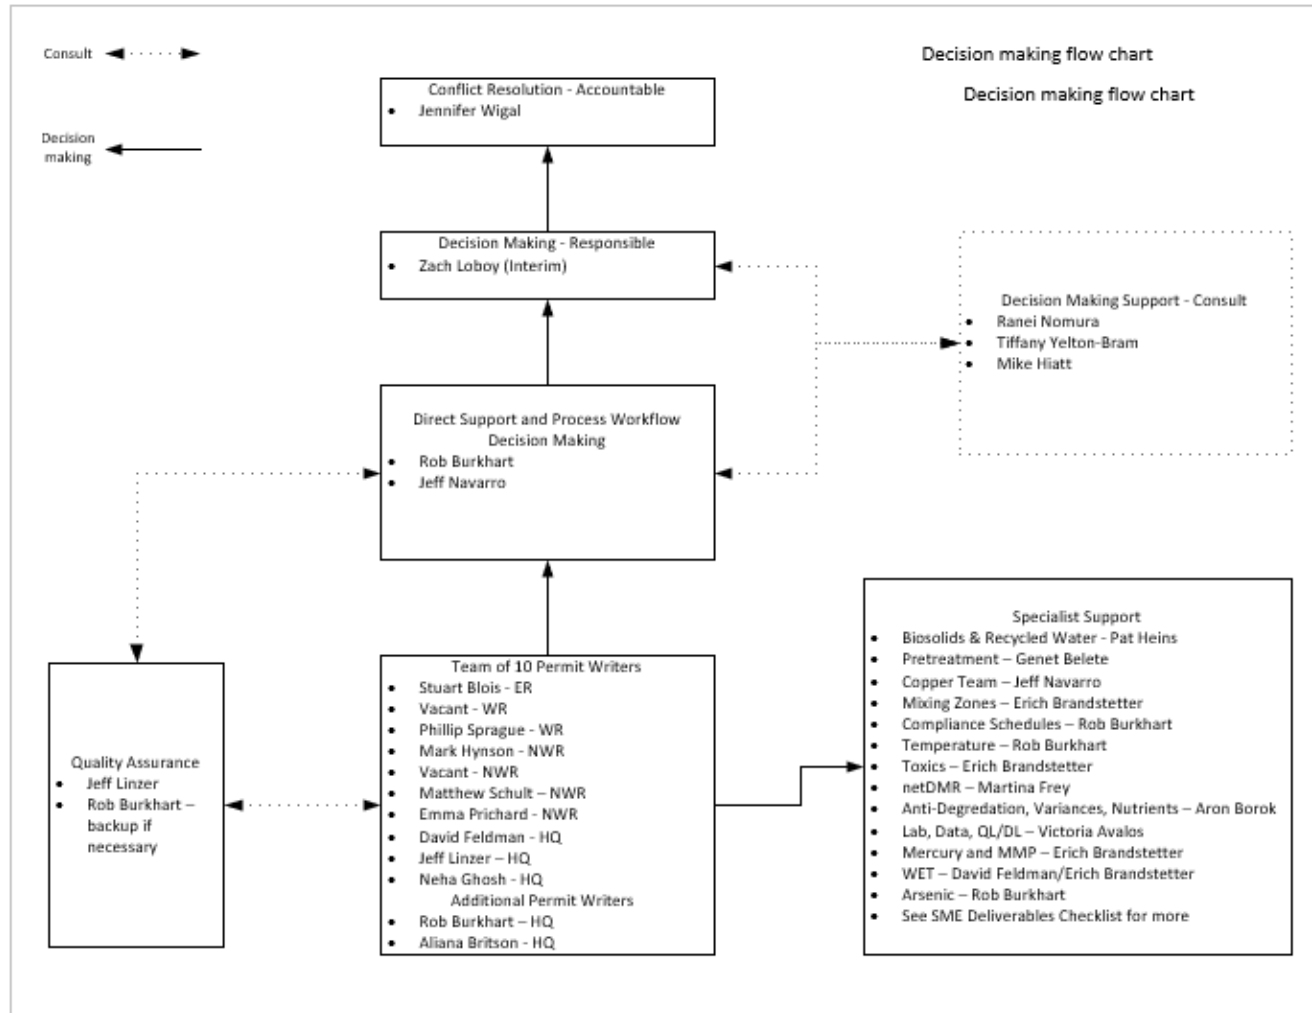 Consult
Decision making flow chart
Decision making flow chart
Decision
making
Conflict Resolution - Accountable
• Jennifer Wigal
Decision Making - Responsible
• Zach Loboy (Interim)
Decision Making Support - Consult
• Ranei Nomura
• Tiffany Yelton-Bram
• Mike Hiatt
Direct Support and Process Workflow
Decision Making
• Rob Burkhart
• Jeff Navarro
Quality Assurance
• Jeff Linzer
• Rob Burkhart –
backup if
necessary
Team of 10 Permit Writers
• Stuart Blois - ER
• Vacant - WR
• Phillip Sprague - WR
• Mark Hynson - NWR
• Vacant - NWR
• Matthew Schult – NWR
• Emma Prichard - NWR
• David Feldman - HQ
• Jeff Linzer – HQ
• Neha Ghosh - HQ
Additional Permit Writers
• Rob Burkhart – HQ
• Aliana Britson - HQ
Specialist Support
• Biosolids & Recycled Water - Pat Heins
• Pretreatment – Genet Belete
• Copper Team – Jeff Navarro
• Mixing Zones – Erich Brandstetter
• Compliance Schedules – Rob Burkhart
• Temperature – Rob Burkhart
• Toxics – Erich Brandstetter
• netDMR – Martina Frey
• Anti-Degredation, Variances, Nutrients – Aron Borok
• Lab, Data, QL/DL – Victoria Avalos
• Mercury and MMP – Erich Brandstetter
• WET – David Feldman/Erich Brandstetter
• Arsenic – Rob Burkhart
• See SME Deliverables Checklist for more